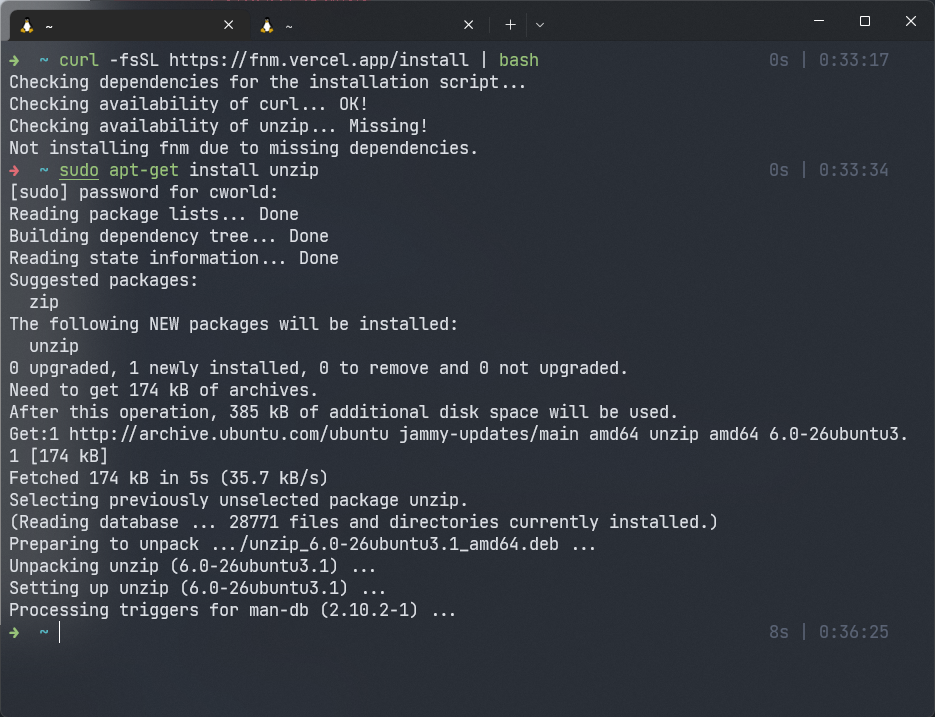 ~ ~
➜ ~ curl -fsSL https://fnm.vercel.app/install | bash 0s | 0:33:17
Checking dependencies for the installation script...
Checking availability of curl... OK!
Checking availability of unzip... Missing!
Not installing fnm due to missing dependencies.
➜ ~ sudo apt-get install unzip 0s | 0:33:34
[sudo] password for cworld:
Reading package lists... Done
Building dependency tree... Done
Reading state information... Done
Suggested packages:
  zip
The following NEW packages will be installed:
  unzip
0 upgraded, 1 newly installed, 0 to remove and 0 not upgraded.
Need to get 174 kB of archives.
After this operation, 385 kB of additional disk space will be used.
Get:1 http://archive.ubuntu.com/ubuntu jammy-updates/main amd64 unzip amd64 6.0-26ubuntu3.
1 [174 kB]
Fetched 174 kB in 5s (35.7 kB/s)
Selecting previously unselected package unzip.
(Reading database ... 28771 files and directories currently installed.)
Preparing to unpack .../unzip_6.0-26ubuntu3.1_amd64.deb ...
Unpacking unzip (6.0-26ubuntu3.1) ...
Setting up unzip (6.0-26ubuntu3.1) ...
Processing triggers for man-db (2.10.2-1) ...
➜ ~ 8s | 0:36:25